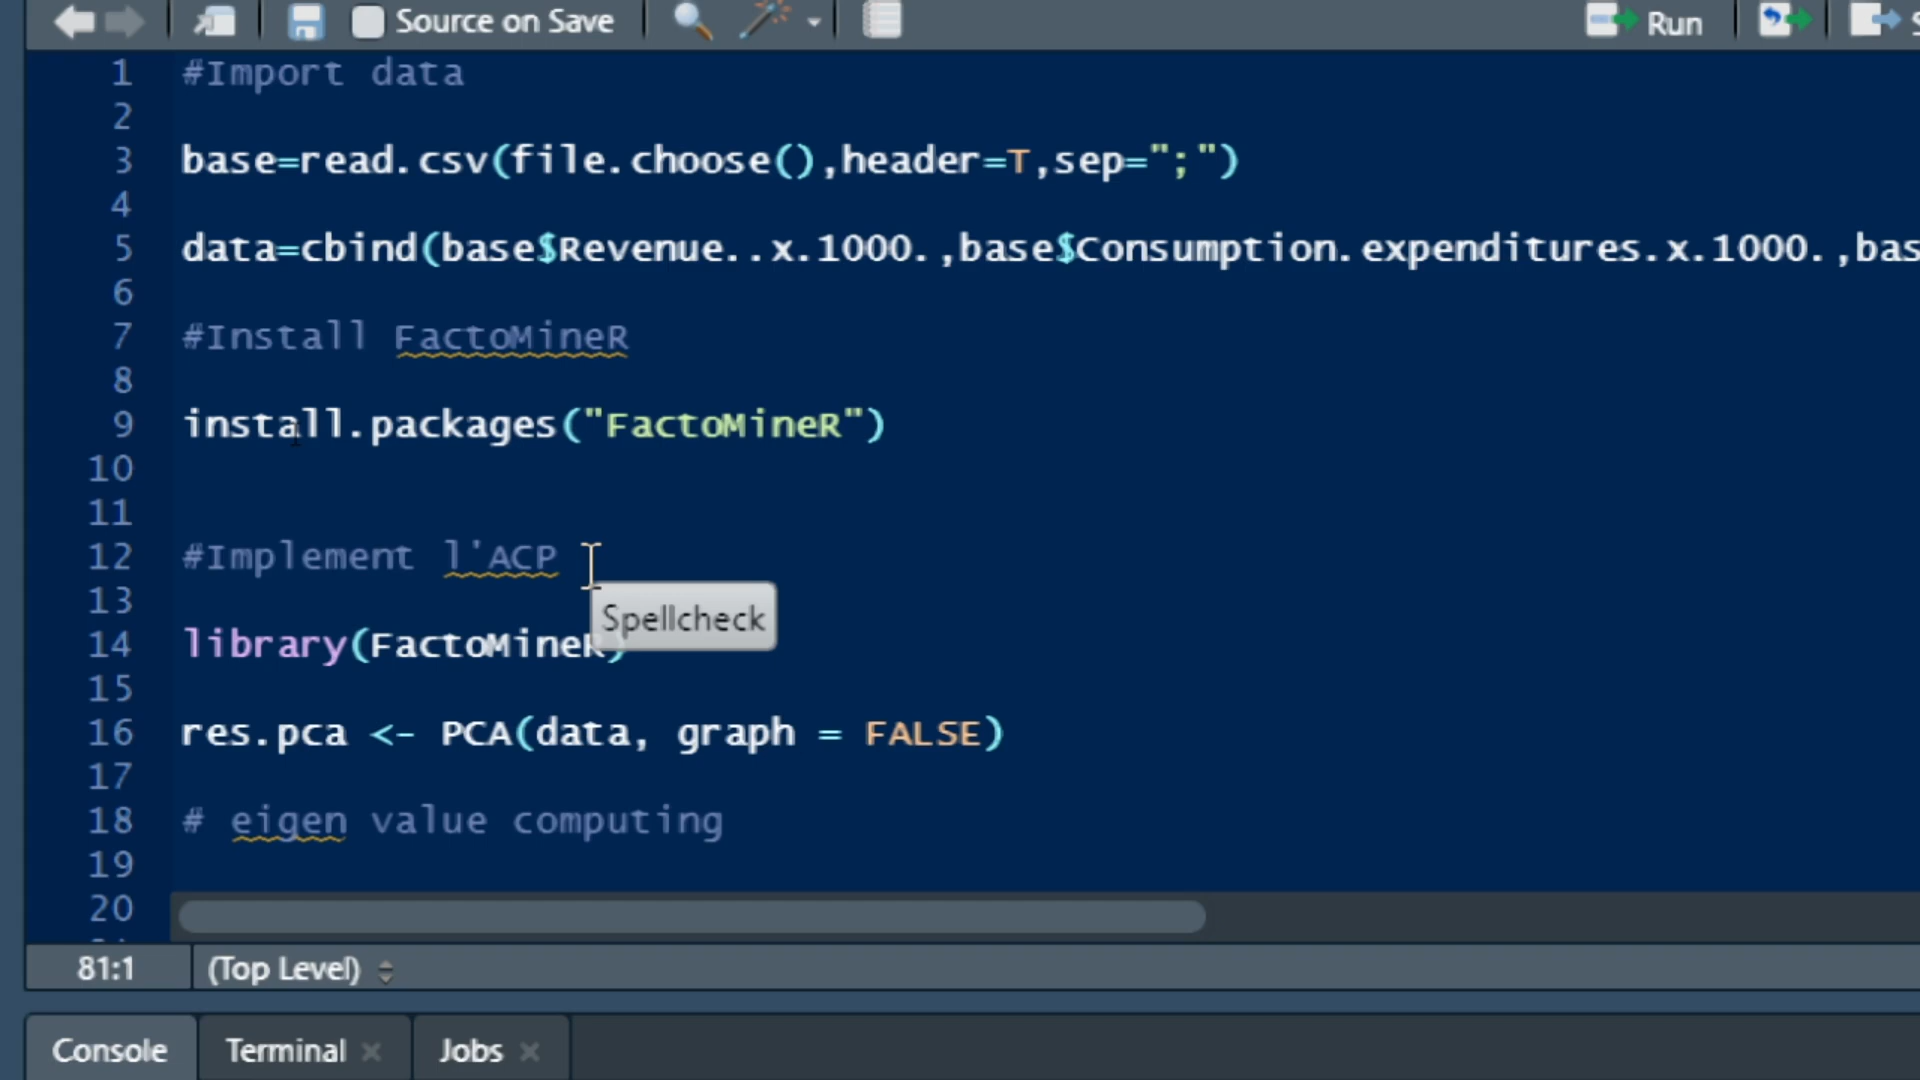 Source on Save
Run
1 #Import data
2
3 base=read.csv(file.choose(),header=T,sep=";")
4
5 data=cbind(base$Revenue..x.1000.,base$Consumption.expenditures.x.1000.,bas
6
7 #Install FactoMineR
8
9 install.packages("FactoMineR")
10
11
12 #Implement l'ACP
13
Spellcheck
14 library(FactoMineR)
15
16 res.pca <- PCA(data, graph = FALSE)
17
18 # eigen value computing
19
20
81:1 (Top Level)
Console Terminal Jobs